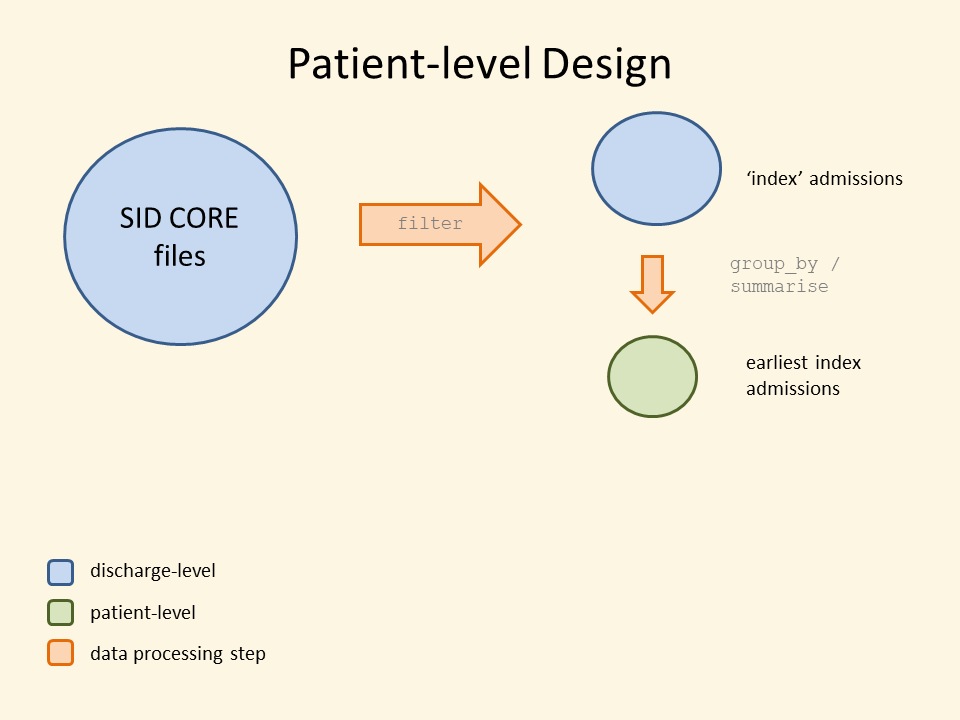 Patient-level Design
SID CORE
files
filter
‘index’ admissions
group_by /
summarise
earliest index
admissions
discharge-level
patient-level
data processing step